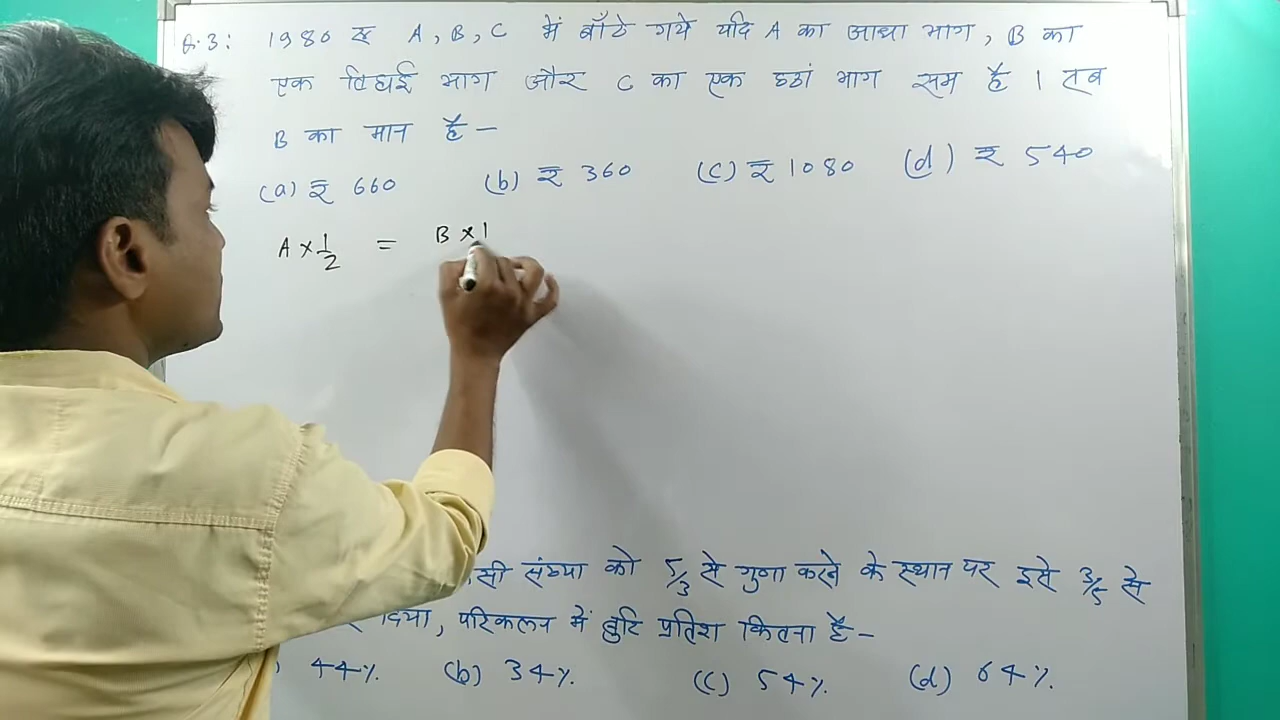 Q.3: 1980 रु A, B, C में बाँटे गये यदि A का आधा भाग, B का
एक तिहाई भाग और C का एक छठां भाग सम है । तब
B का मान है -
(a) ₹ 660 (b) ₹ 360 (c) ₹ 1080 (d) ₹ 540
A × 1/2 = B × 1
संख्या को 5/3 से गुणा करने के स्थान पर इसे 3/5 से
दिया, परिकलन में त्रुटि प्रतिशत कितना है -
44% (b) 34% (c) 54% (d) 64%